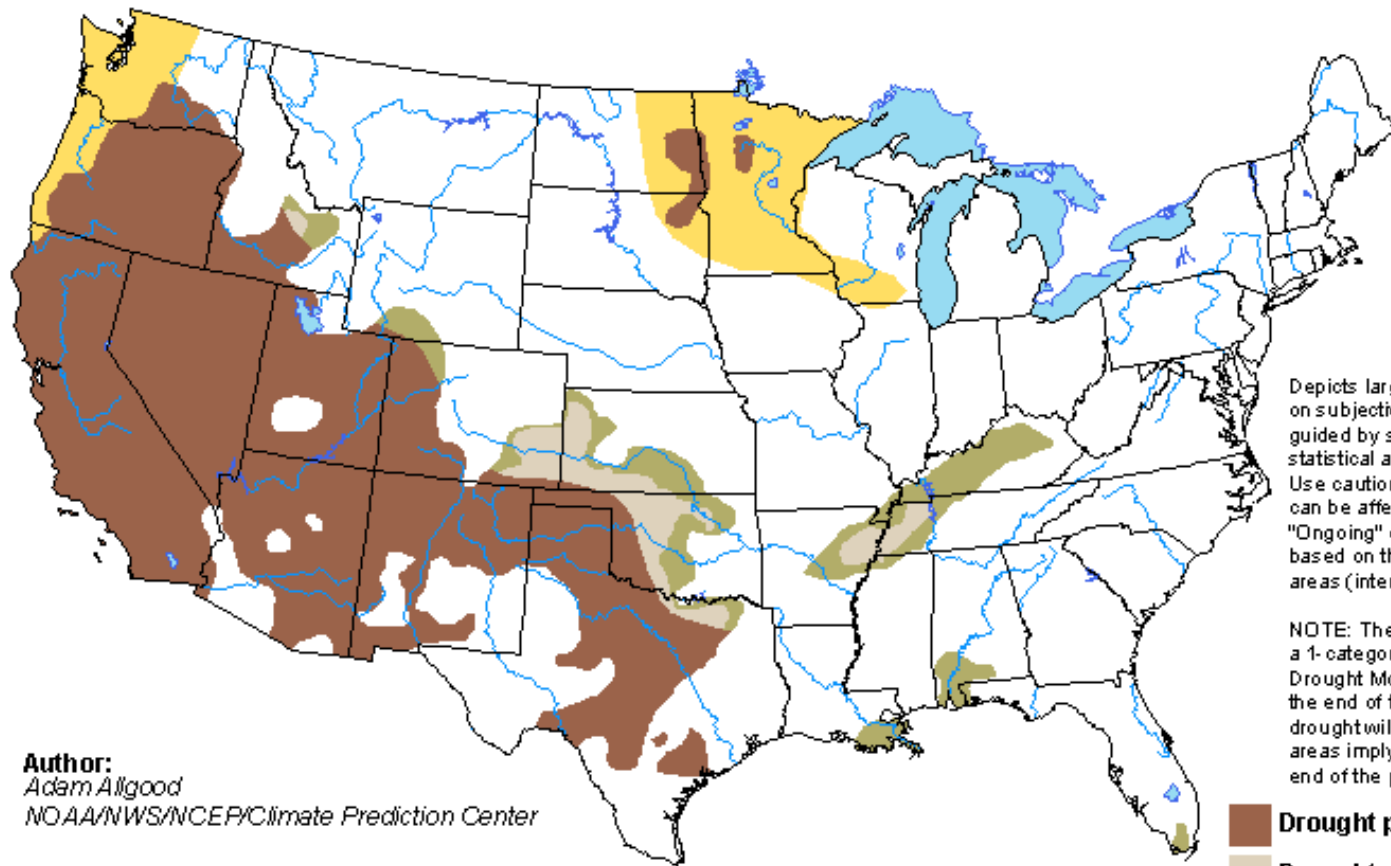 Depicts large
on subjectiv
guided by s
statistical a
Use caution
can be affe
"Ongoing"
based on th
areas (inter
NOTE: The
a 1- categor
Drought Mo
the end of
drought wil
areas imply
end of the p
Author:
Adam Allgood
NOAA/NWS/NCEP/Climate Prediction Center
Drought p